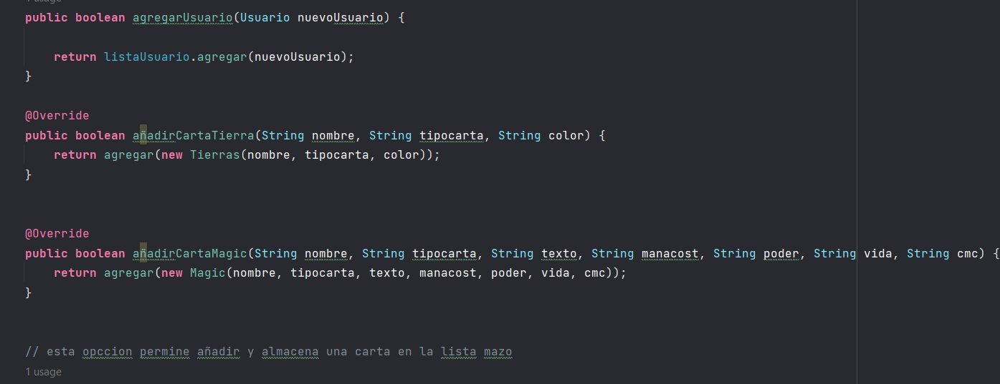 1 usage
public boolean agregarUsuario(Usuario nuevoUsuario) {
return listaUsuario.agregar(nuevoUsuario);
}
@Override
public boolean añadirCartaTierra(String nombre, String tipocarta, String color) {
return agregar(new Tierras(nombre, tipocarta, color));
}
@Override
public boolean añadirCartaMagic(String nombre, String tipocarta, String texto, String manacost, String poder, String vida, String cmc) {
return agregar(new Magic(nombre, tipocarta, texto, manacost, poder, vida, cmc));
}
// esta opccion permine añadir y almacena una carta en la lista mazo
1 usage